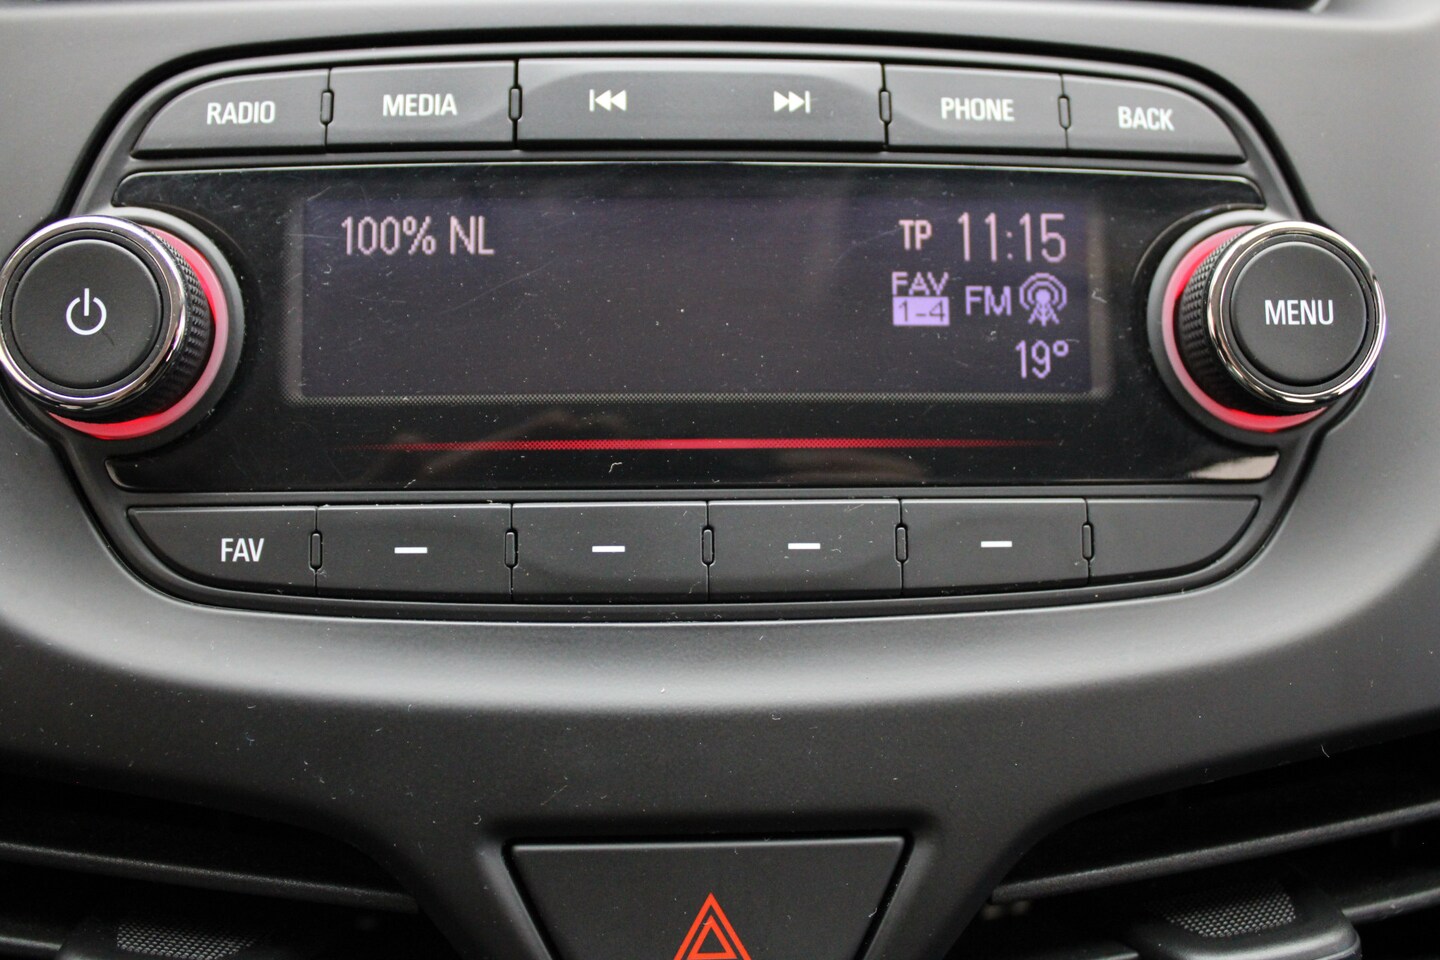 RADIO MEDIA PHONE BACK
100% NL TP 11:15
FAV
1-4 FM
19°
MENU
FAV